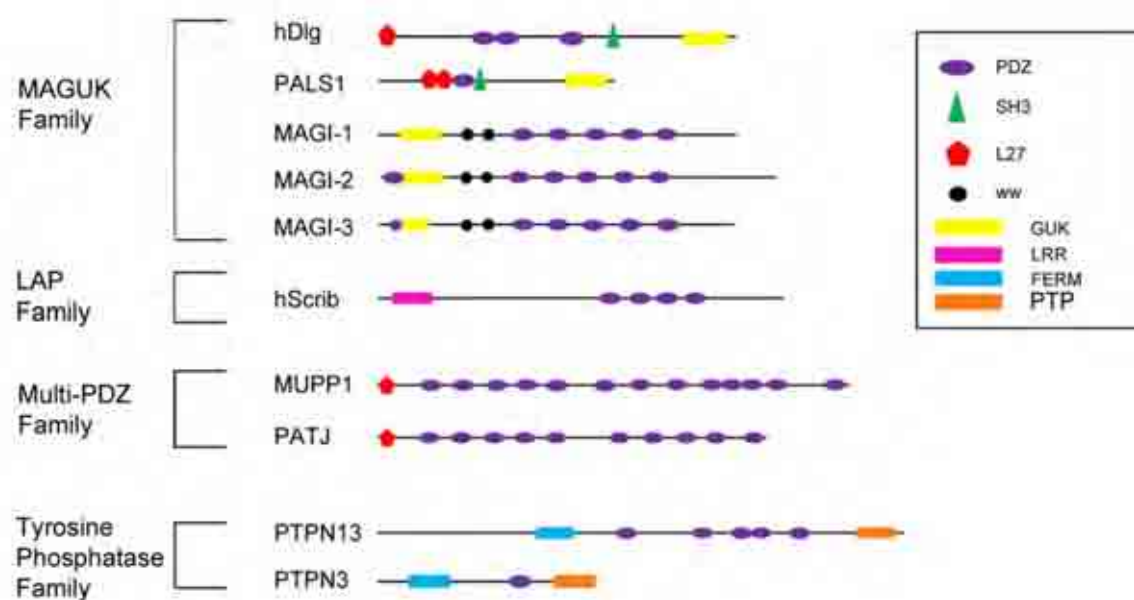 MAGUK
Family
hDlg
PALS1
MAGI-1
MAGI-2
MAGI-3
LAP
Family
hScrib
Multi-PDZ
Family
MUPP1
PATJ
Tyrosine
Phosphatase
Family
PTPN13
PTPN3
PDZ
SH3
L27
ww
GUK
LRR
FERM
PTP